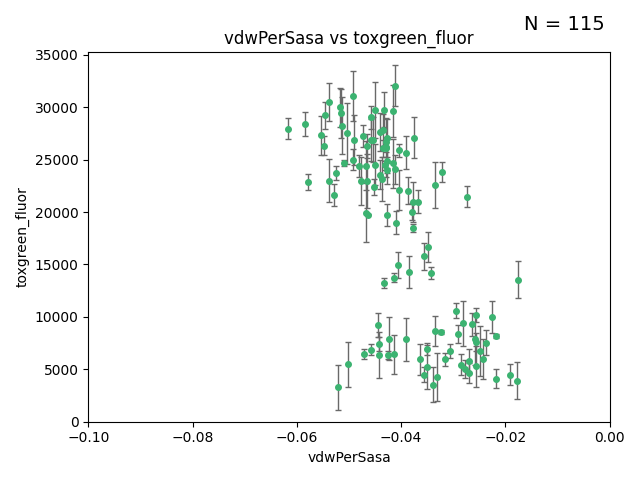 N = 115
vdwPerSasa vs toxgreen_fluor
35000
30000
25000
20000
15000
10000
5000
0
toxgreen_fluor
−0.10 −0.08 −0.06 −0.04 −0.02 0.00
vdwPerSasa